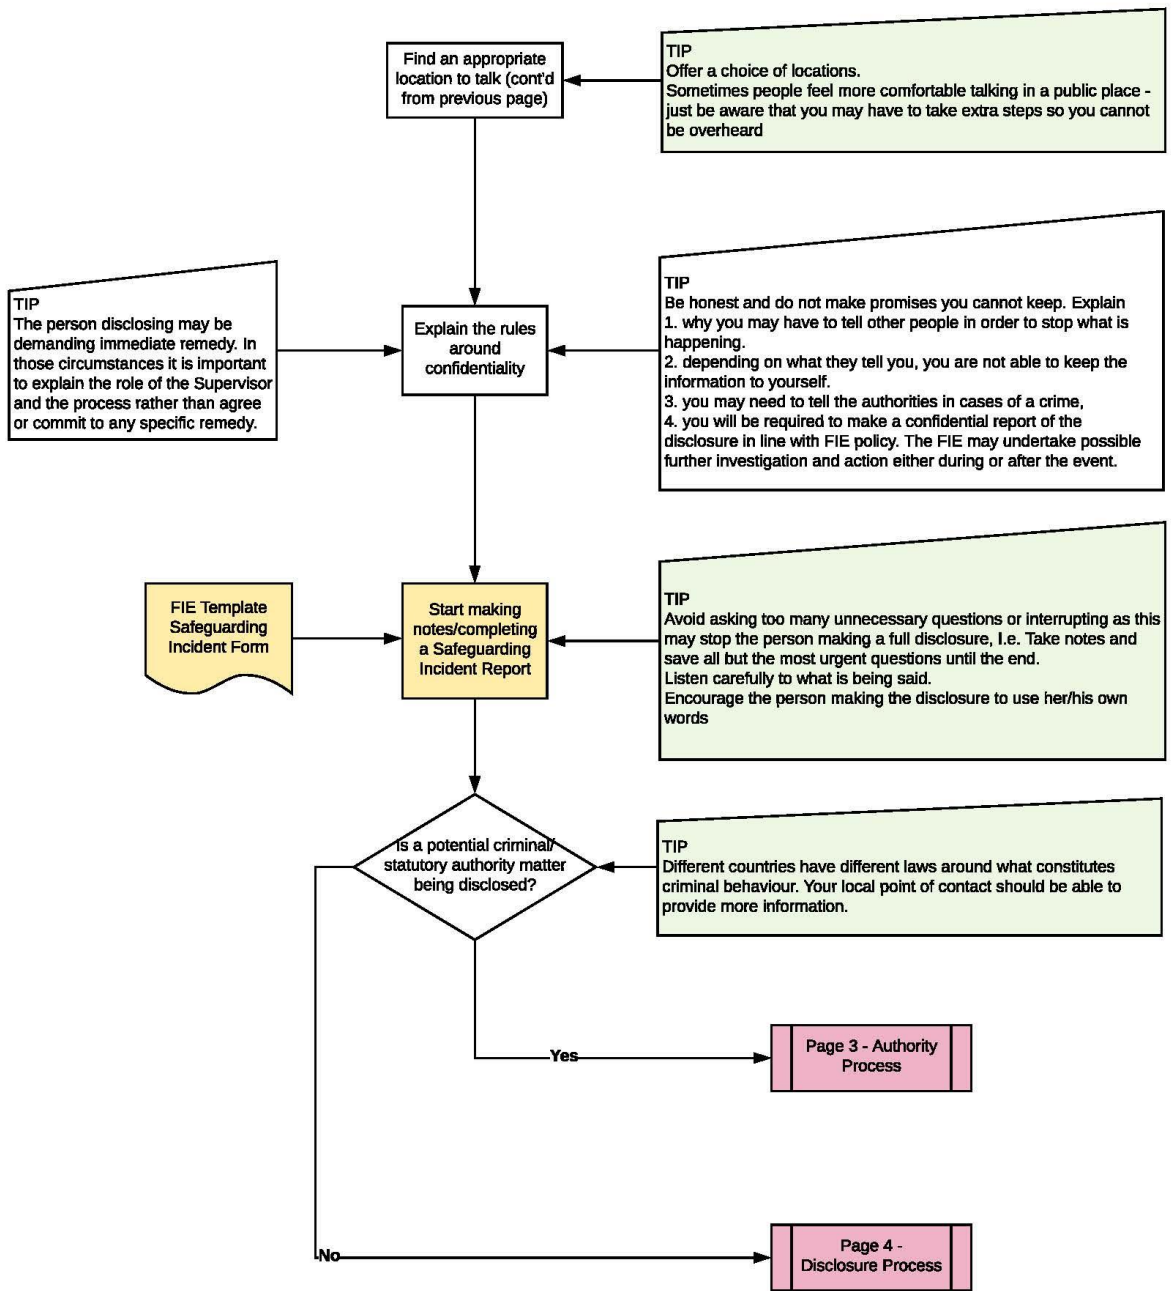 Find an appropriate
location to talk (cont'd
from previous page)
TIP
Offer a choice of locations.
Sometimes people feel more comfortable talking in a public place -
just be aware that you may have to take extra steps so you cannot
be overheard
TIP
The person disclosing may be
demanding immediate remedy. In
those circumstances it is important
to explain the role of the Supervisor
and the process rather than agree
or commit to any specific remedy.
Explain the rules
around
confidentiality
TIP
Be honest and do not make promises you cannot keep. Explain
1. why you may have to tell other people in order to stop what is
happening.
2. depending on what they tell you, you are not able to keep the
information to yourself.
3. you may need to tell the authorities in cases of a crime,
4. you will be required to make a confidential report of the
disclosure in line with FIE policy. The FIE may undertake possible
further investigation and action either during or after the event.
FIE Template
Safeguarding
Incident Form
Start making
notes/completing
a Safeguarding
Incident Report
TIP
Avoid asking too many unnecessary questions or interrupting as this
may stop the person making a full disclosure, I.e. Take notes and
save all but the most urgent questions until the end.
Listen carefully to what is being said.
Encourage the person making the disclosure to use her/his own
words
Is a potential criminal/
statutory authority matter
being disclosed?
TIP
Different countries have different laws around what constitutes
criminal behaviour. Your local point of contact should be able to
provide more information.
Yes
Page 3 - Authority
Process
No
Page 4 -
Disclosure Process